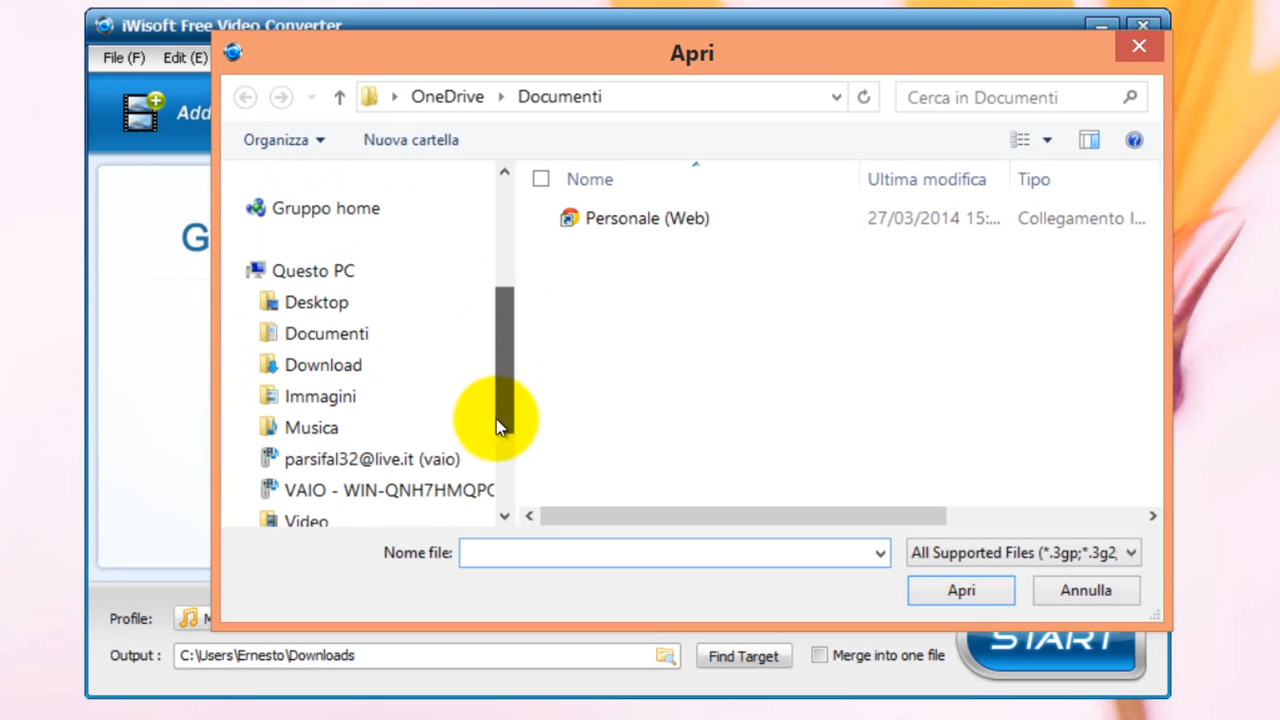 iWisoft Free Video Converter
Apri
File (F) Edit (E)
OneDrive Documenti
Cerca in Documenti
Add
Organizza
Nuova cartella
Nome
Ultima modifica
Tipo
Gruppo home
Personale (Web)
27/03/2014 15:...
Collegamento I...
G
Questo PC
Desktop
Documenti
Download
Immagini
Musica
parsifal32@live.it (vaio)
VAIO - WIN-QNH7HMQPC
Video
Nome file:
All Supported Files (*.3gp;*.3g2,
Apri
Annulla
Profile:
M
START
Output :
C:\Users\Ernesto\Downloads
Find Target
Merge into one file